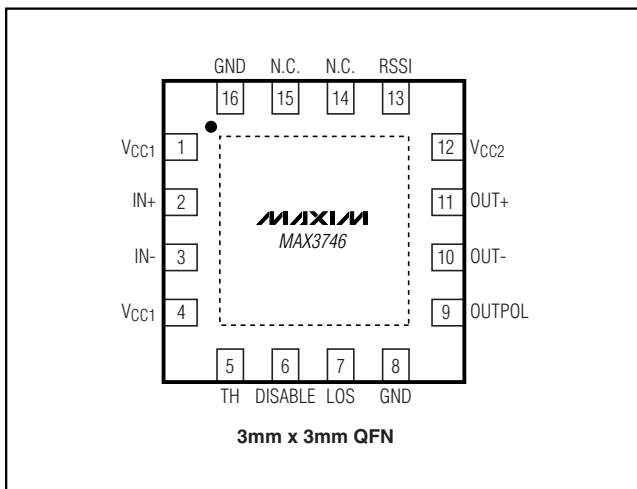 GND N.C. N.C. RSSI
16 15 14 13
VCC1 1 12 VCC2
IN+ 2 11 OUT+
MAXIM
MAX3746
IN- 3 10 OUT-
VCC1 4 9 OUTPOL
5 6 7 8
TH DISABLE LOS GND
3mm x 3mm QFN